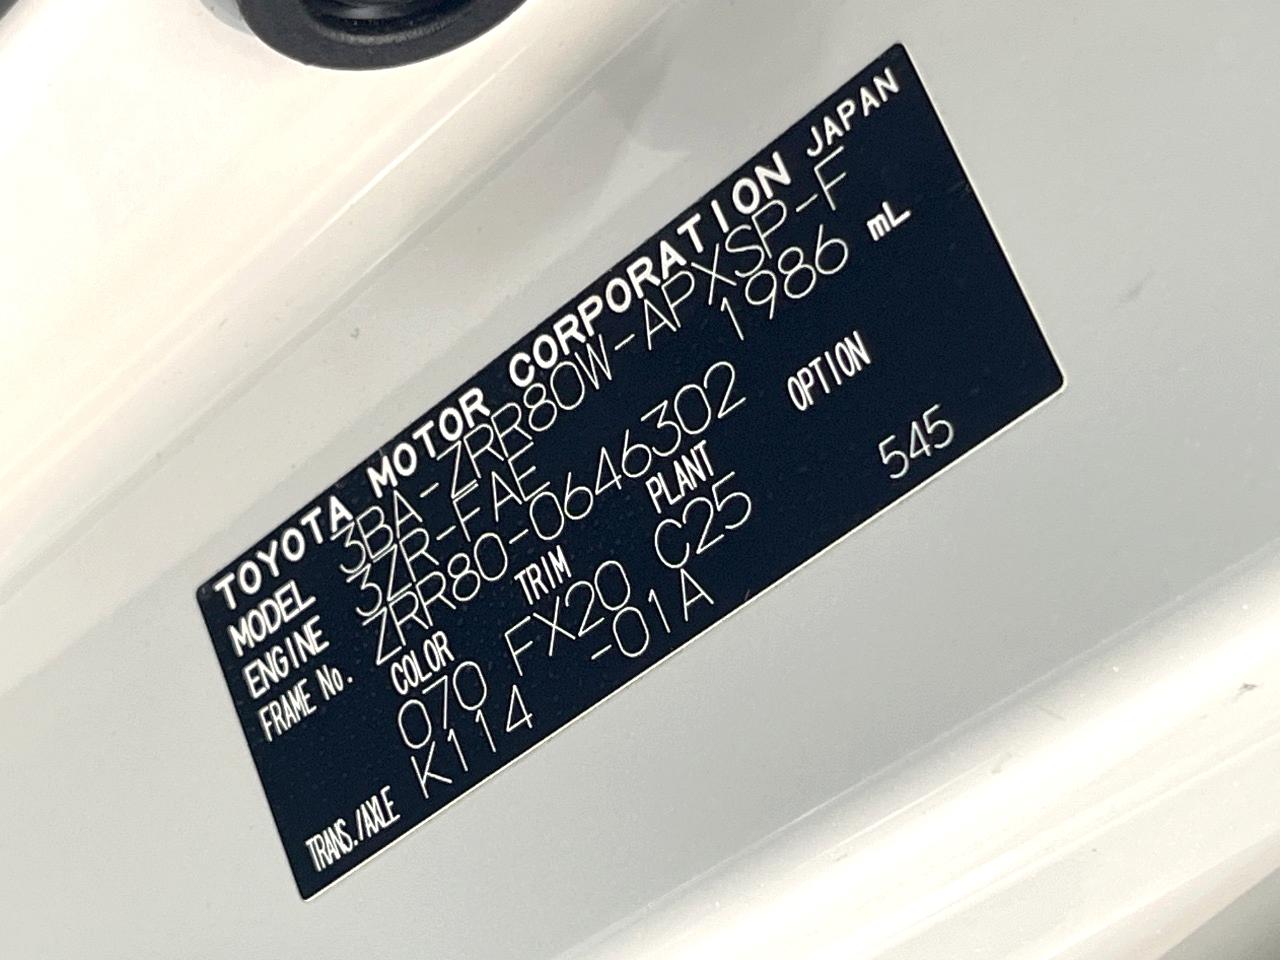 TOYOTA MOTOR CORPORATION JAPAN
MODEL 3BA-ZRR80W-APXSP-F
ENGINE 3ZR-FAE 1986 mL
FRAME No. ZRR80-0646302
COLOR TRIM PLANT OPTION
070 FX20 C25 545
TRANS./AXLE K114 -01A